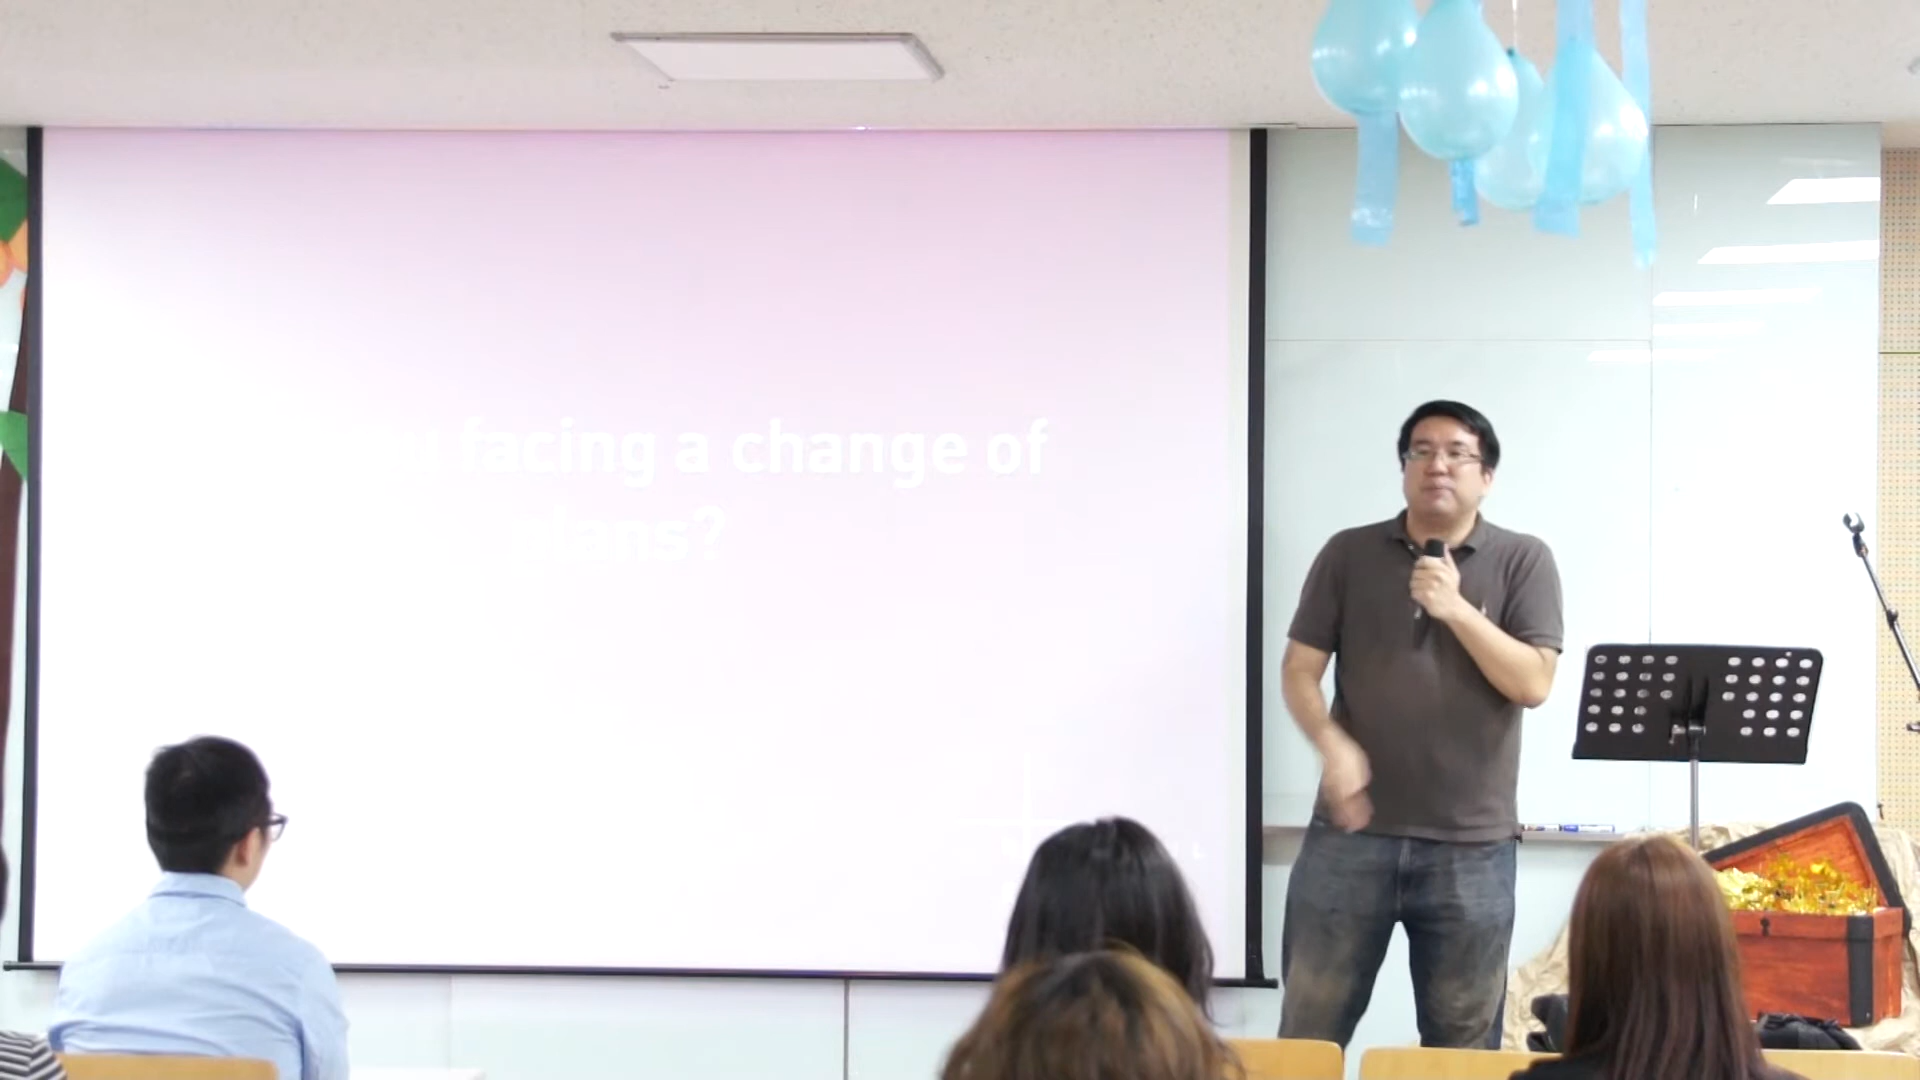 u facing a change of
plans?